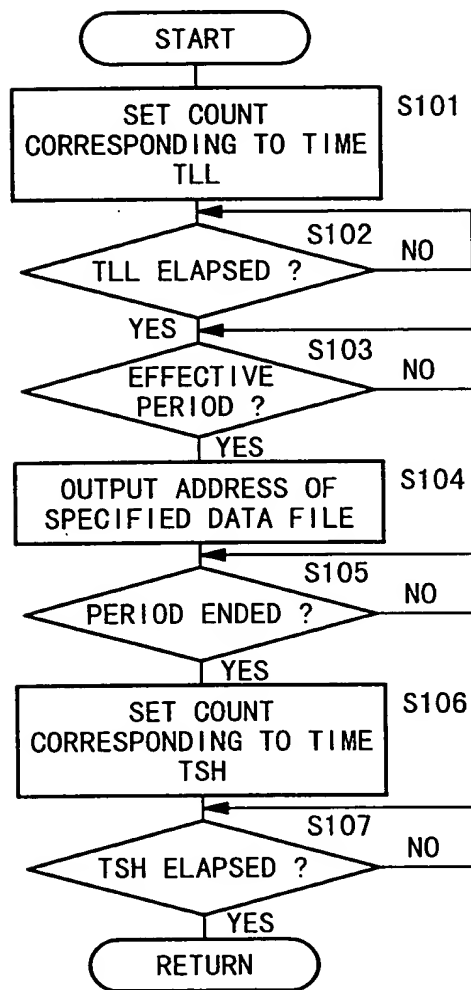 START
S101
SET COUNT
CORRESPONDING TO TIME
TLL
S102
TLL ELAPSED ?
NO
YES
S103
EFFECTIVE
PERIOD ?
NO
YES
S104
OUTPUT ADDRESS OF
SPECIFIED DATA FILE
S105
PERIOD ENDED ?
NO
YES
S106
SET COUNT
CORRESPONDING TO TIME
TSH
S107
TSH ELAPSED ?
NO
YES
RETURN